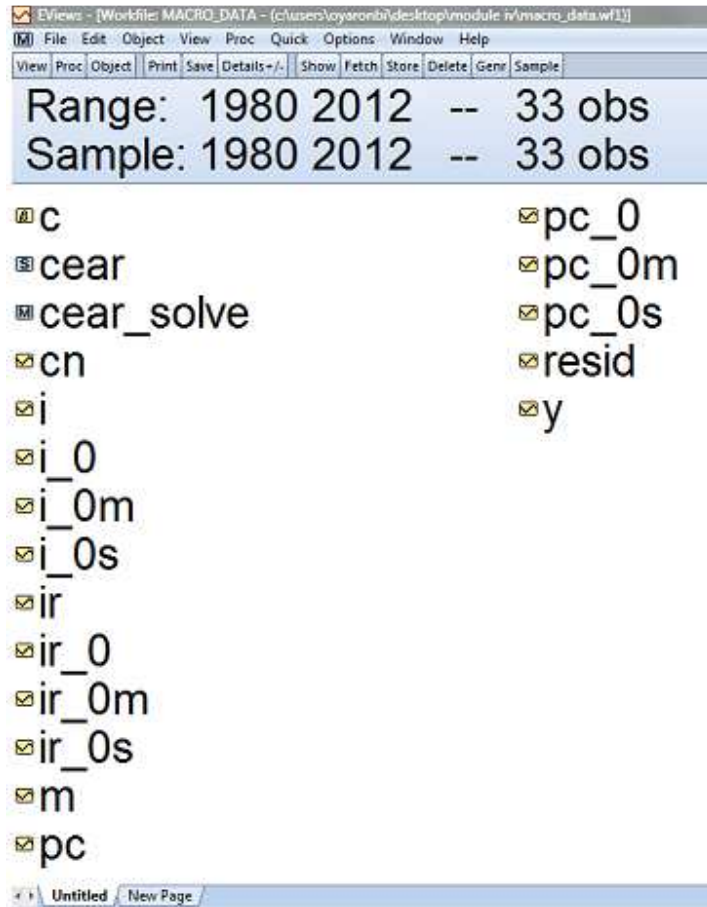 EViews - [Workfile: MACRO_DATA - (c:\users\oyaronbi\desktop\module iv\macro_data.wf1)]
File Edit Object View Proc Quick Options Window Help
View Proc Object Print Save Details+/- Show Fetch Store Delete Genr Sample
Range: 1980 2012 -- 33 obs
Sample: 1980 2012 -- 33 obs
c
cear
cear_solve
cn
i
i_0
i_0m
i_0s
ir
ir_0
ir_0m
ir_0s
m
pc
pc_0
pc_0m
pc_0s
resid
y
Untitled New Page